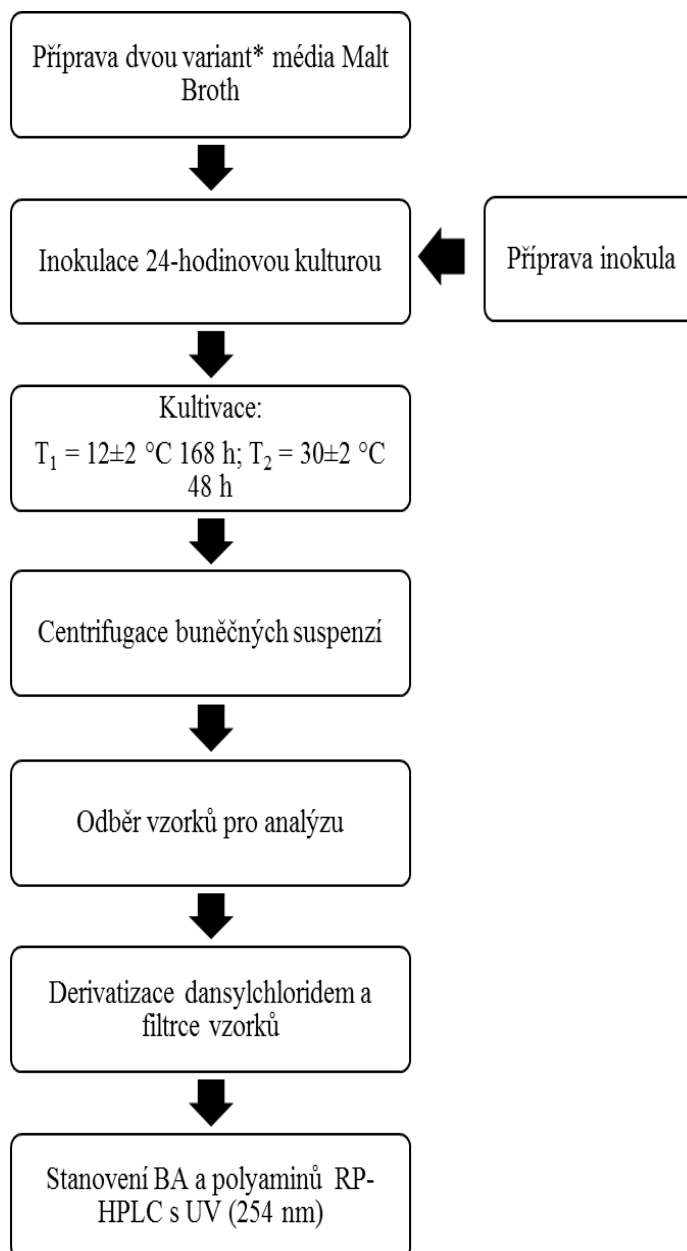 Příprava dvou variant* média Malt
Broth
Inokulace 24-hodinovou kulturou
Příprava inokula
Kultivace:
T₁ = 12±2 °C 168 h; T₂ = 30±2 °C
48 h
Centrifugace buněčných suspenzí
Odběr vzorků pro analýzu
Derivatizace dansylchloridem a
filtrce vzorků
Stanovení BA a polyaminů RP-
HPLC s UV (254 nm)